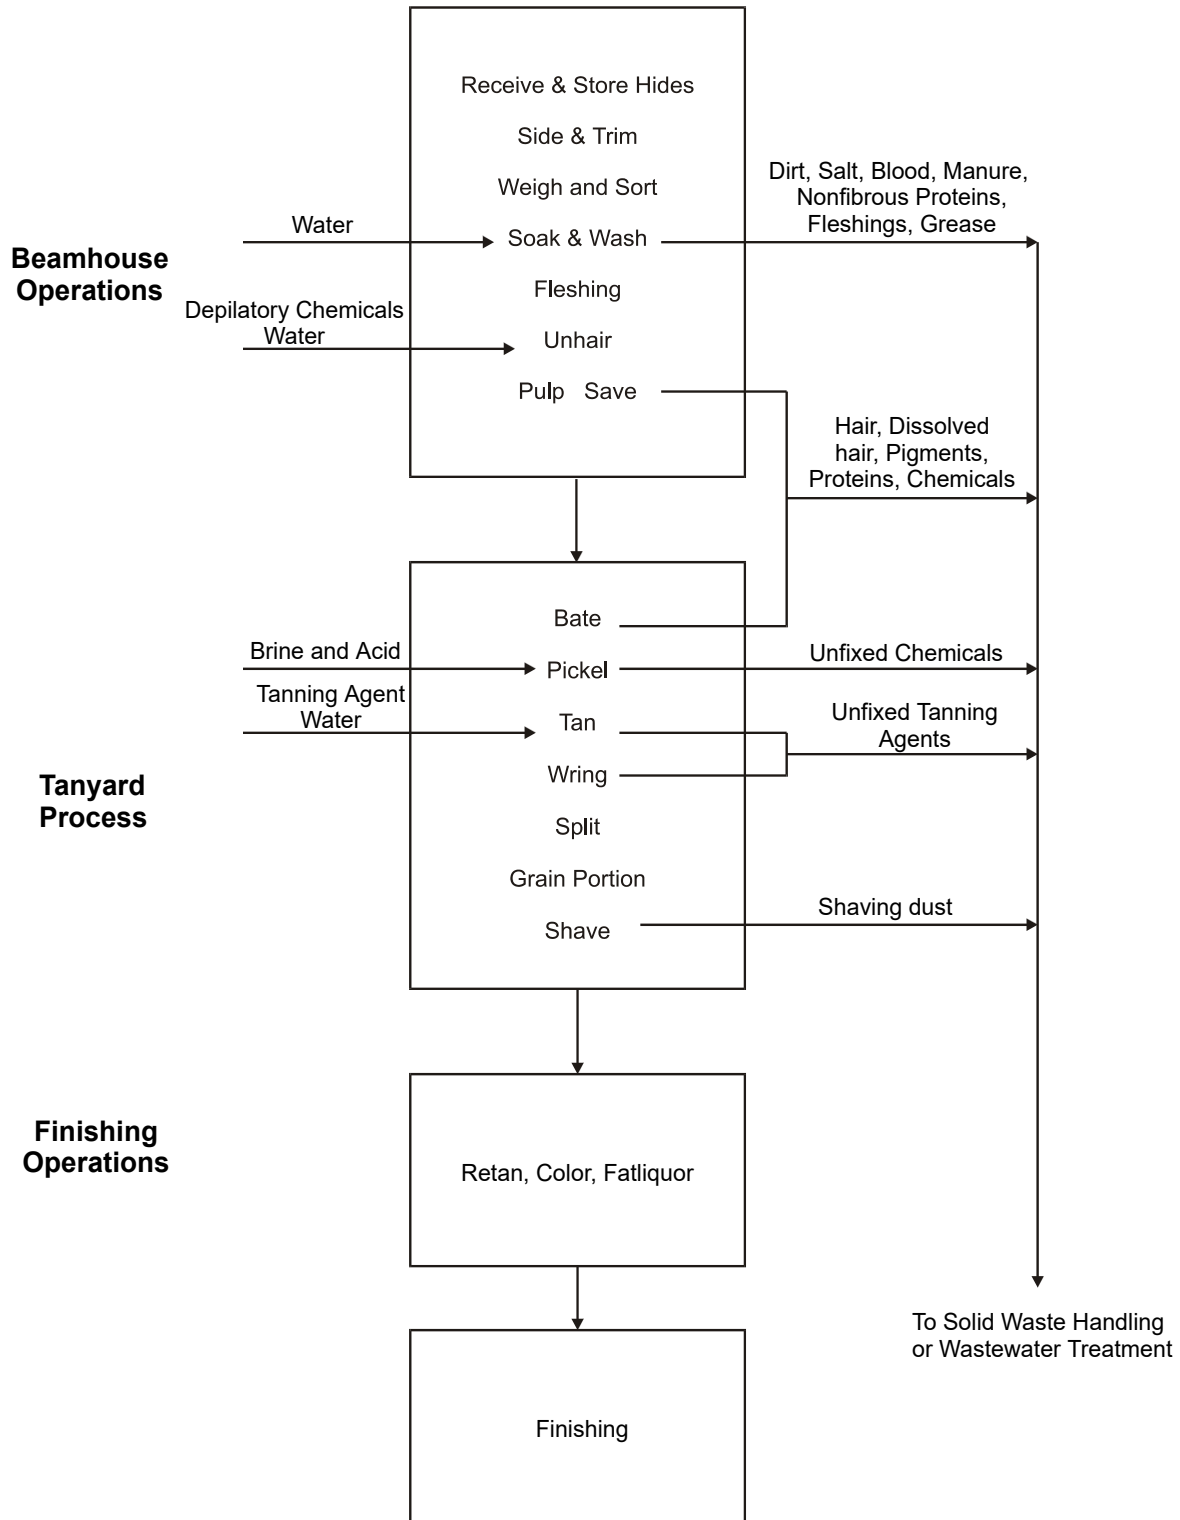 Receive & Store Hides
Side & Trim
Weigh and Sort
Dirt, Salt, Blood, Manure,
Nonfibrous Proteins,
Fleshings, Grease
Water
Soak & Wash
Beamhouse
Operations
Fleshing
Depilatory Chemicals
Water
Unhair
Pulp Save
Hair, Dissolved
hair, Pigments,
Proteins, Chemicals
Bate
Brine and Acid
Pickel
Unfixed Chemicals
Tanning Agent
Water
Tan
Unfixed Tanning
Agents
Wring
Tanyard
Process
Split
Grain Portion
Shave
Shaving dust
Finishing
Operations
Retan, Color, Fatliquor
To Solid Waste Handling
or Wastewater Treatment
Finishing